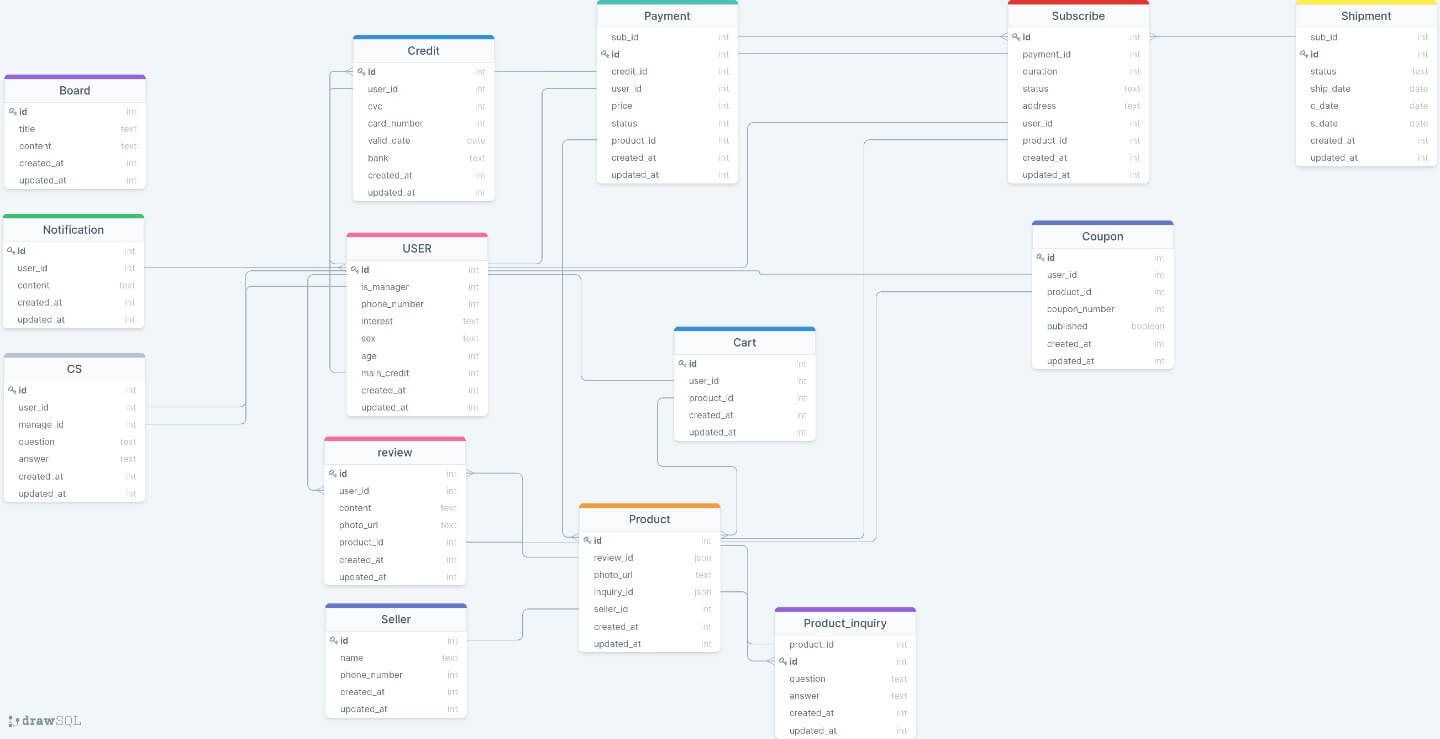 Board
id int
title text
content text
created_at int
updated_at int
Notification
id int
user_id int
content text
created_at int
updated_at int
CS
id int
user_id int
manage_id int
question text
answer text
created_at int
updated_at int
Credit
id int
user_id int
cvc int
card_number int
valid_date date
bank text
created_at int
updated_at int
USER
id int
is_manager int
phone_number int
interest text
sex text
age int
main_credit int
created_at int
updated_at int
review
id int
user_id int
content text
photo_url text
product_id int
created_at int
updated_at int
Seller
id int
name text
phone_number int
created_at int
updated_at int
Payment
sub_id int
id int
credit_id int
user_id int
price int
status int
product_id int
created_at int
updated_at int
Cart
id int
user_id int
product_id int
created_at int
updated_at int
Product
id int
review_id json
photo_url text
inquiry_id json
seller_id int
created_at int
updated_at int
Product_inquiry
product_id int
id int
question text
answer text
created_at int
updated_at int
Subscribe
id int
payment_id int
duration int
status text
address text
user_id int
product_id int
created_at int
updated_at int
Coupon
id int
user_id int
product_id int
coupon_number int
published boolean
created_at int
updated_at int
Shipment
sub_id int
id int
status text
ship_date date
o_date date
s_date date
created_at int
updated_at int
drawSQL